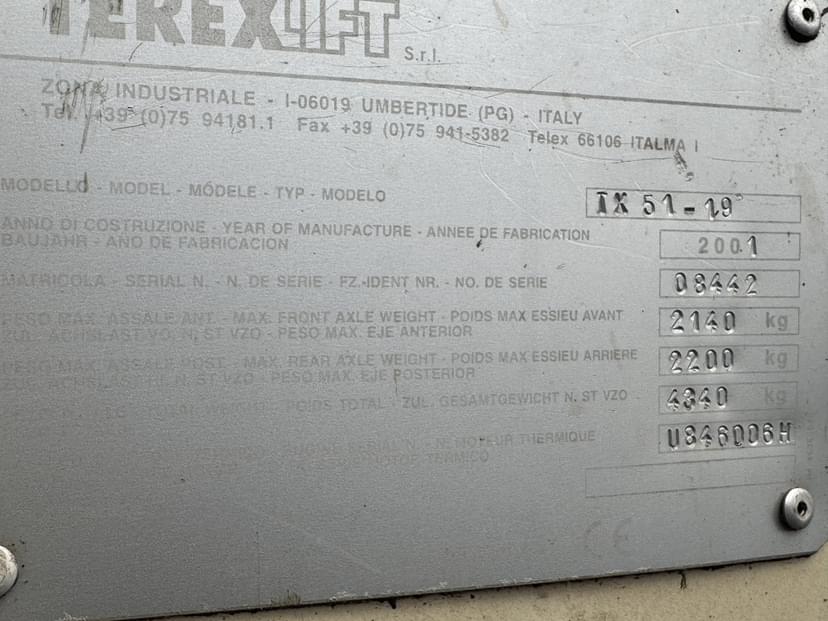 TEREXLIFT S.r.l.
ZONA INDUSTRIALE - I-06019 UMBERTIDE (PG) - ITALY
Tel. +39 (0)75 94181.1 Fax +39 (0)75 941-5382 Telex 66106 ITALMA I
MODELLO - MODEL - MÓDELE - TYP - MODELO TX 51-19
ANNO DI COSTRUZIONE - YEAR OF MANUFACTURE - ANNEE DE FABRICATION
BAUJAHR - ANO DE FABRICACION 2001
MATRICOLA - SERIAL N. - N. DE SERIE - FZ.-IDENT NR. - NO. DE SERIE 08442
PESO MAX. ASSALE ANT. - MAX. FRONT AXLE WEIGHT - POIDS MAX ESSIEU AVANT
ZUL. ACHSLAST VO. N. ST VZO - PESO MAX. EJE ANTERIOR 2140 kg
PESO MAX. ASSALE POST. - MAX. REAR AXLE WEIGHT - POIDS MAX ESSIEU ARRIERE
ACHSLAST N. ST VZO - PESO MAX. EJE POSTERIOR 2200 kg
WEIGHT - POIDS TOTAL - ZUL. GESAMTGEWICHT N. ST VZO 4340 kg
SERIAL N. - N. MOTEUR THERMIQUE
TERMICO U846006H
CE